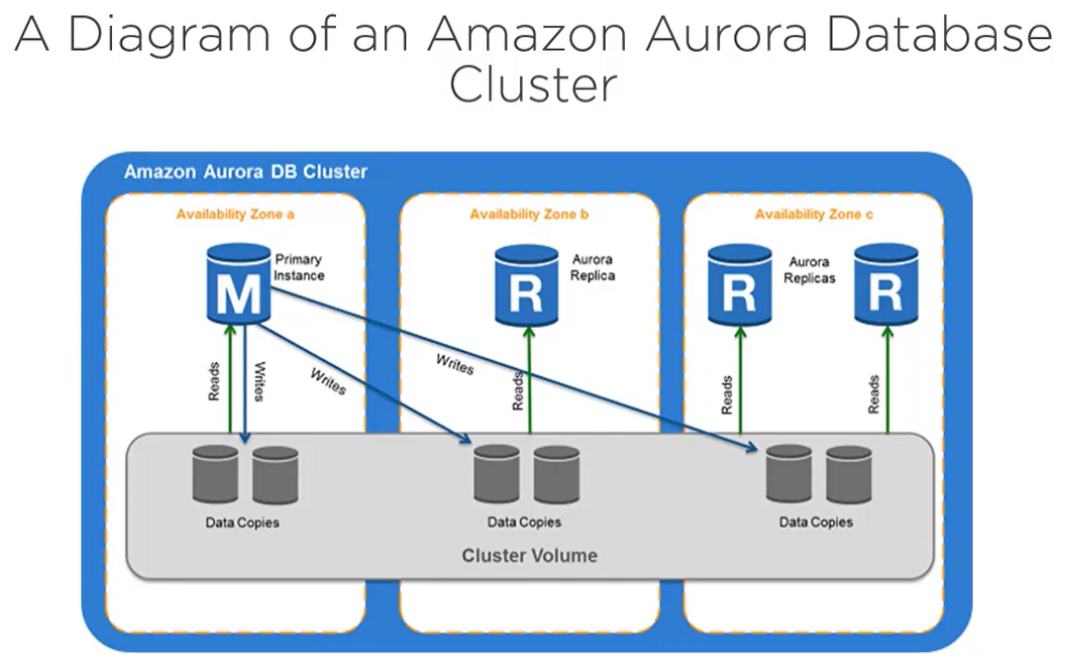 A Diagram of an Amazon Aurora Database
Cluster
Amazon Aurora DB Cluster
Availability Zone a
Availability Zone b
Availability Zone c
M
Primary
Instance
R
Aurora
Replica
R
Aurora
Replicas
R
Reads
Writes
Writes
Writes
Reads
Reads
Reads
Data Copies
Data Copies
Data Copies
Cluster Volume